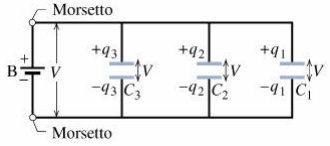 Morsetto
+q3 +q2 +q1
+
B V V V V
−
−q3 C3 −q2 C2 −q1 C1
Morsetto